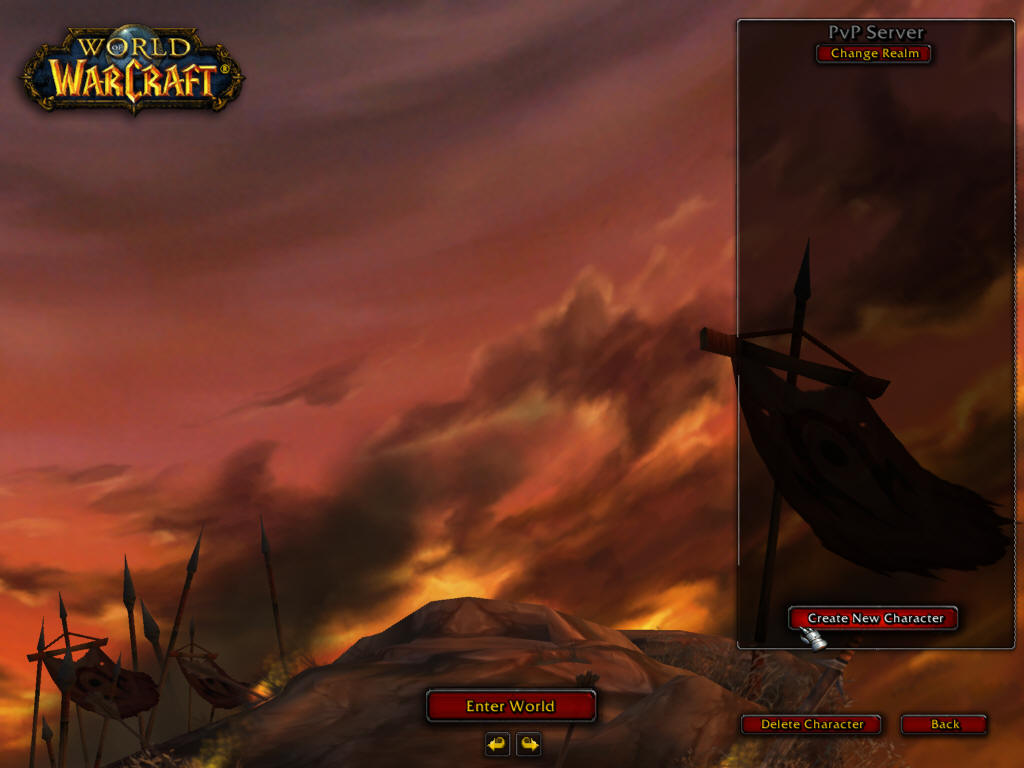 WORLD
OF
WARCRAFT®
PvP Server
Change Realm
Create New Character
Enter World
Delete Character
Back